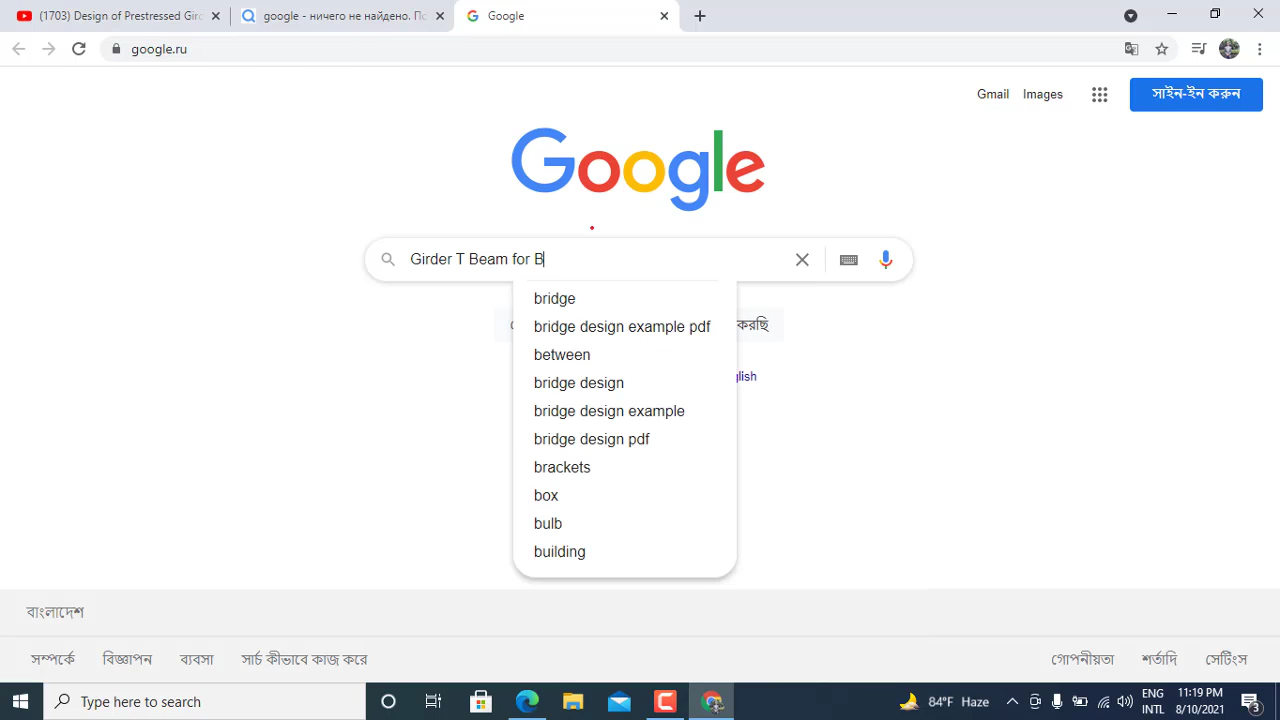 (1703) Design of Prestressed Gir
google - ничего не найдено. По
Google
google.ru
Gmail Images সাইন-ইন করুন
Google
Girder T Beam for B
bridge
bridge design example pdf
করছি
between
glish
bridge design
bridge design example
bridge design pdf
brackets
box
bulb
building
বাংলাদেশ
সম্পর্কে বিজ্ঞাপন ব্যবসা সার্চ কীভাবে কাজ করে গোপনীয়তা শর্তাদি সেটিংস
Type here to search 84°F Haze ENG INTL 11:19 PM 8/10/2021 3